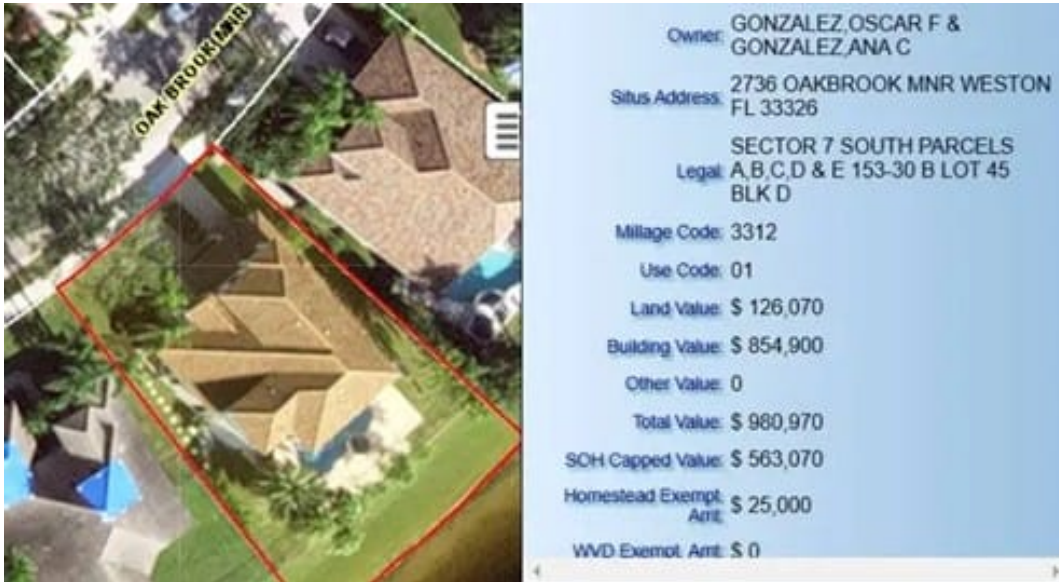 OAK BROOK MNR
Owner: GONZALEZ,OSCAR F &
GONZALEZ,ANA C
Situs Address: 2736 OAKBROOK MNR WESTON
FL 33326
SECTOR 7 SOUTH PARCELS
Legal: A,B,C,D & E 153-30 B LOT 45
BLK D
Millage Code: 3312
Use Code: 01
Land Value: $ 126,070
Building Value: $ 854,900
Other Value: 0
Total Value: $ 980,970
SOH Capped Value: $ 563,070
Homestead Exempt.
Amt: $ 25,000
WVD Exempt. Amt: $ 0